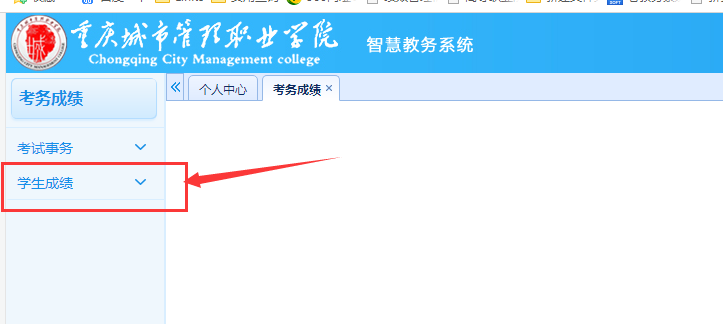 重庆城市管理职业学院
Chongqing City Management college
智慧教务系统
考务成绩
个人中心
考务成绩 ×
考试事务
学生成绩